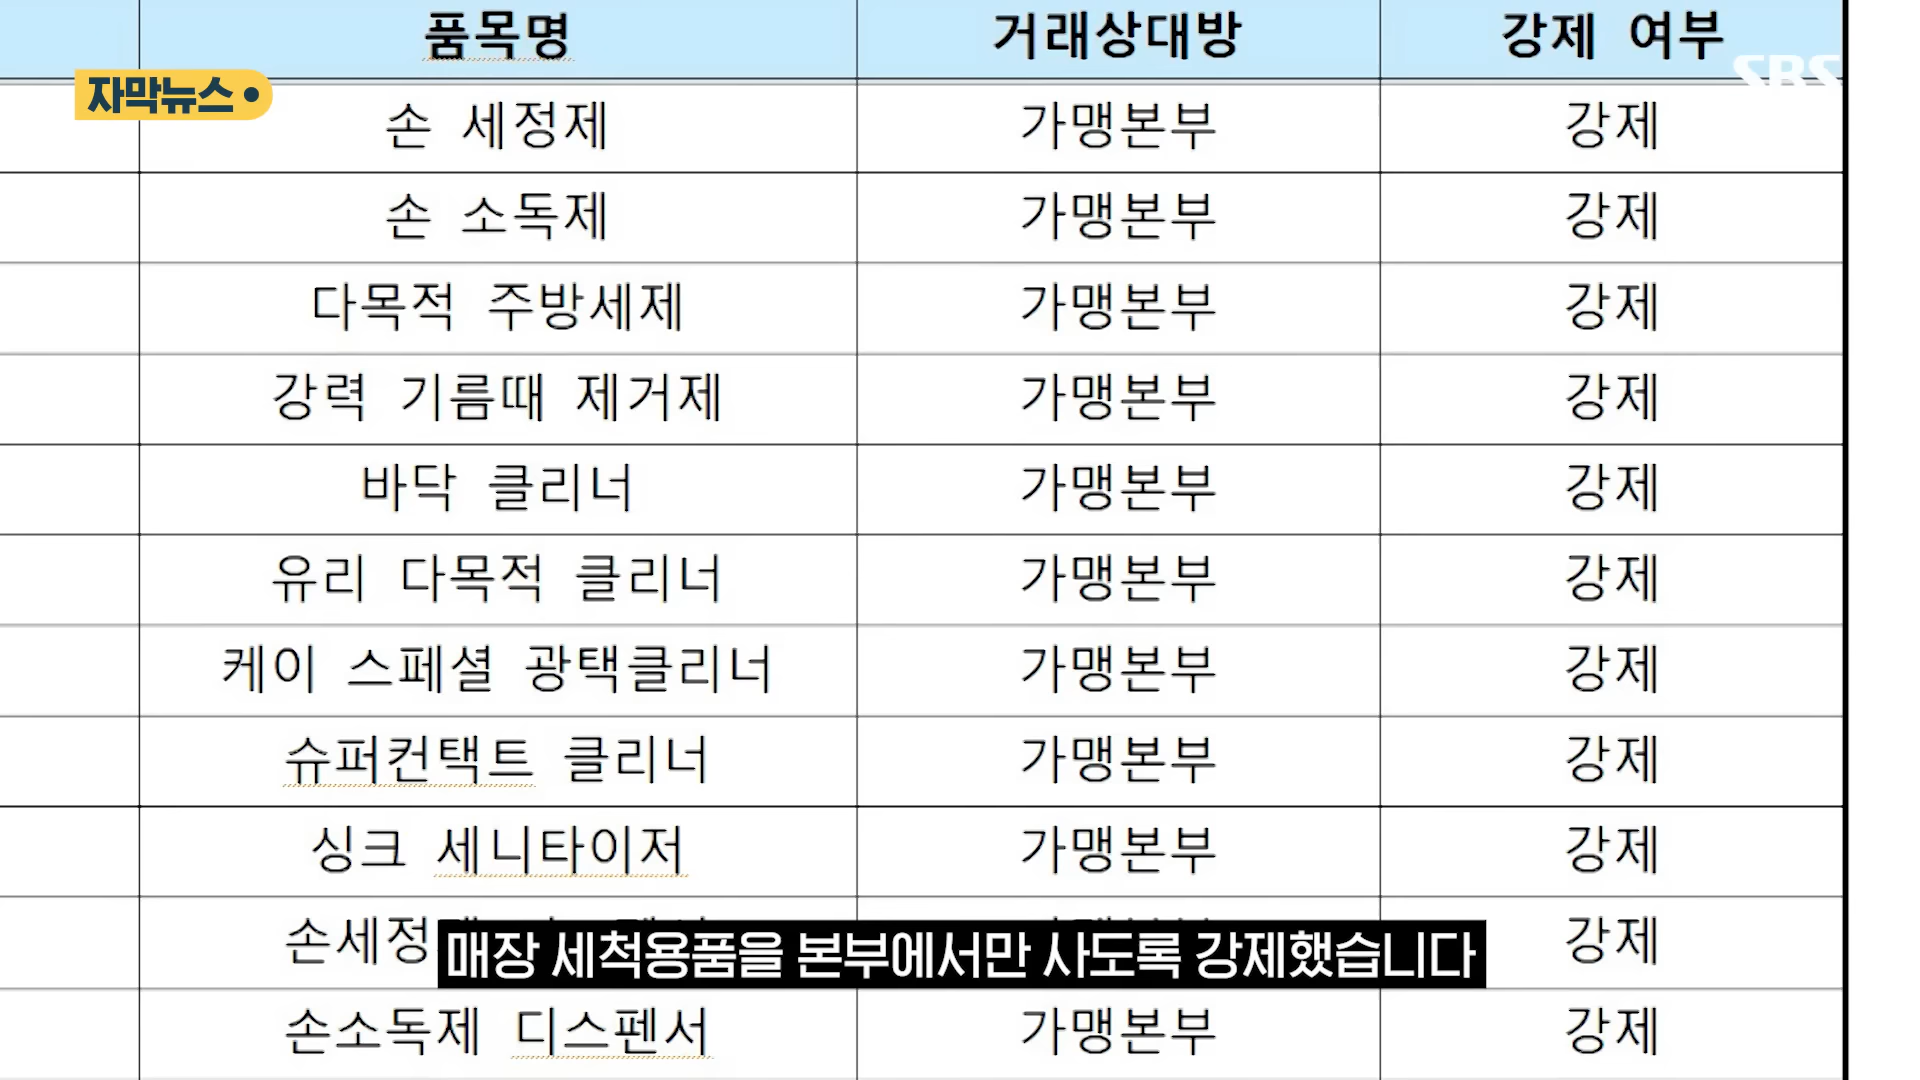 품목명 거래상대방 강제 여부
SBS
자막뉴스
손 세정제 가맹본부 강제
손 소독제 가맹본부 강제
다목적 주방세제 가맹본부 강제
강력 기름때 제거제 가맹본부 강제
바닥 클리너 가맹본부 강제
유리 다목적 클리너 가맹본부 강제
케이 스페셜 광택클리너 가맹본부 강제
슈퍼컨택트 클리너 가맹본부 강제
싱크 세니타이저 가맹본부 강제
손세정 강제
매장 세척용품을 본부에서만 사도록 강제했습니다
손소독제 디스펜서 가맹본부 강제